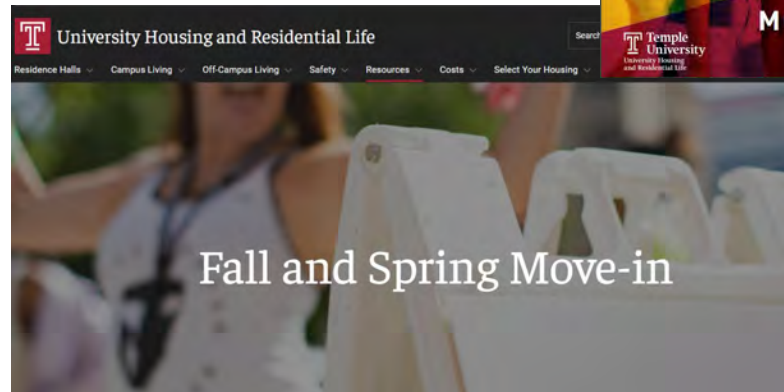 University Housing and Residential Life
Search
M
Temple
University
University Housing
and Residential Life
Residence Halls
Campus Living
Off-Campus Living
Safety
Resources
Costs
Select Your Housing
Fall and Spring Move-in